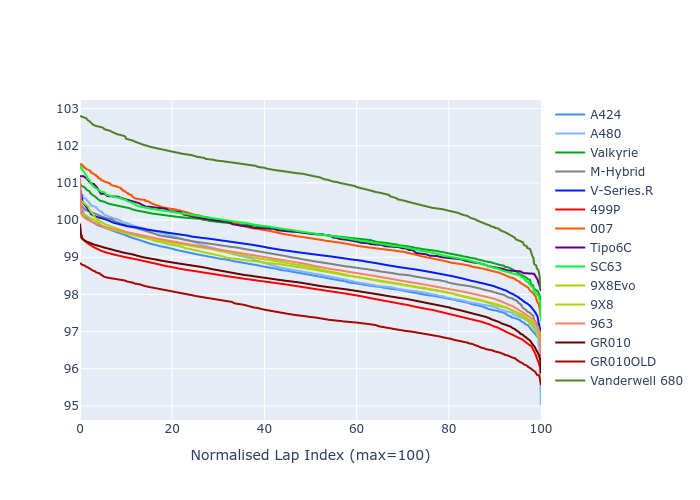 103
102
101
100
99
98
97
96
95
0 20 40 60 80 100
Normalised Lap Index (max=100)
A424
A480
Valkyrie
M-Hybrid
V-Series.R
499P
007
Tipo6C
SC63
9X8Evo
9X8
963
GR010
GR010OLD
Vanderwell 680